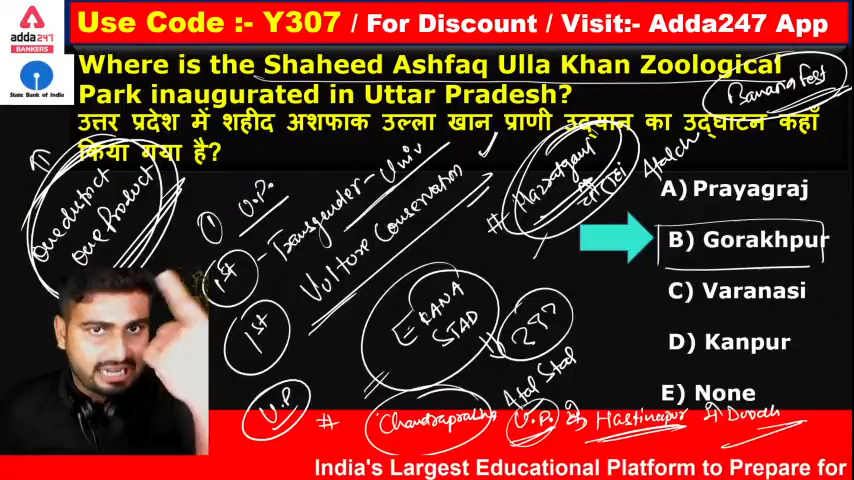 Use Code :- Y307 / For Discount / Visit:- Adda247 App
adda247
BANKERS
State Bank of India
Where is the Shaheed Ashfaq Ulla Khan Zoological
Park inaugurated in Uttar Pradesh?
Banana Fest
उत्तर प्रदेश में शहीद अशफाक उल्ला खान प्राणी उद्यान का उद्घाटन कहाँ
किया गया है?
one district
one Product
① U.P.
1st - Transgender - Univ
Vulture Conservation
# Hazratganj
A) Prayagraj
B) Gorakhpur
C) Varanasi
D) Kanpur
E) None
1st
EKANA
STAD
Atal Stad
U.P
# Chandraprabha
U.P. के Hastinapur में
India's Largest Educational Platform to Prepare for